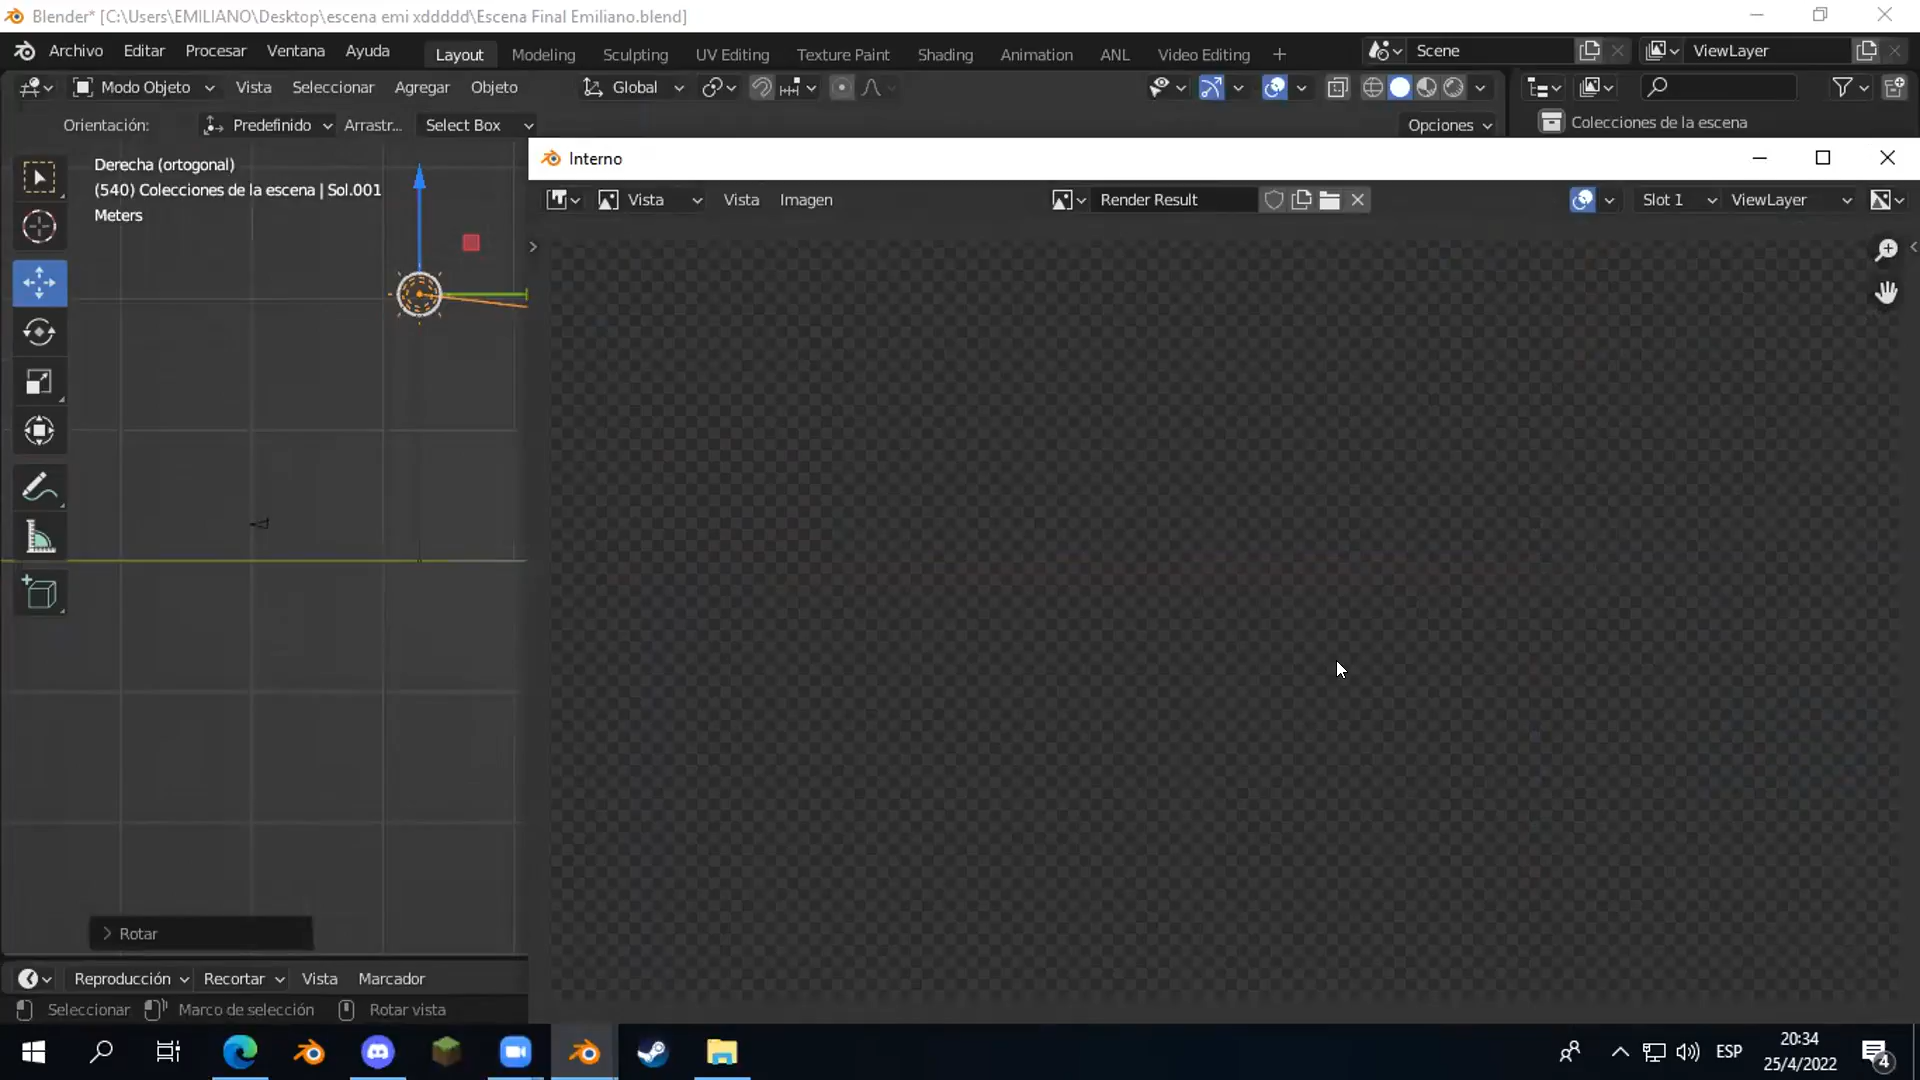 Blender* [C:\Users\EMILIANO\Desktop\escena emi xddddd\Escena Final Emiliano.blend]
Archivo Editar Procesar Ventana Ayuda Layout Modeling Sculpting UV Editing Texture Paint Shading Animation ANL Video Editing + Scene ViewLayer
Modo Objeto Vista Seleccionar Agregar Objeto Global
Orientación: Predefinido Arrastr... Select Box Opciones Colecciones de la escena
Derecha (ortogonal)
(540) Colecciones de la escena | Sol.001
Meters
Interno
Vista Vista Imagen Render Result Slot 1 ViewLayer
Rotar
Reproducción Recortar Vista Marcador
Seleccionar Marco de selección Rotar vista
ESP 20:34
25/4/2022 4